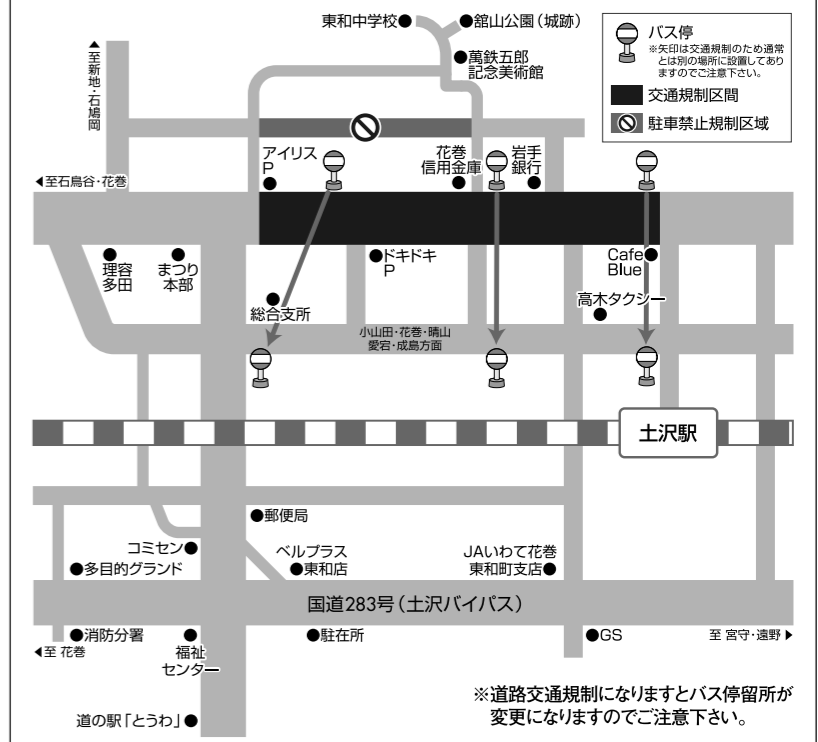 東和中学校
舘山公園（城跡）
萬鉄五郎
記念美術館
▲至新地・石鳩岡
バス停
※矢印は交通規制のため通常
とは別の場所に設置してあり
ますのでご注意下さい。
交通規制区間
駐車禁止規制区域
アイリス
P
花巻
信用金庫
岩手
銀行
◀至石鳥谷・花巻
理容
多田
まつり
本部
ドキドキ
P
Cafe
Blue
総合支所
高木タクシー
小山田・花巻・晴山
愛宕・成島方面
土沢駅
郵便局
コミセン
多目的グランド
ベルプラス
東和店
JAいわて花巻
東和町支店
国道283号（土沢バイパス）
消防分署
福祉
センター
駐在所
GS
至 宮守・遠野▶
◀至 花巻
道の駅「とうわ」
※道路交通規制になりますとバス停留所が
変更になりますのでご注意下さい。